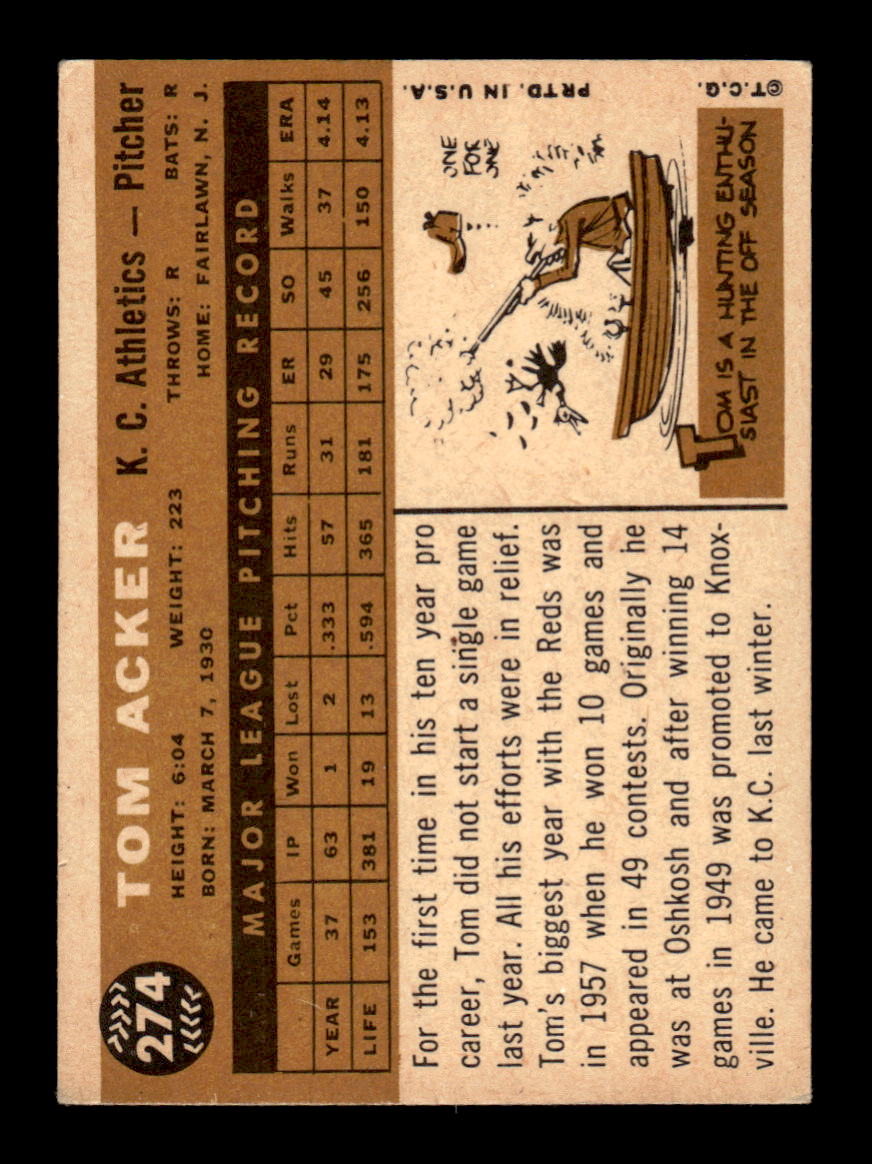 274
TOM ACKER K. C. Athletics — Pitcher
HEIGHT: 6:04 WEIGHT: 223 THROWS: R BATS: R
BORN: MARCH 7, 1930 HOME: FAIRLAWN, N. J.
MAJOR LEAGUE PITCHING RECORD
Games IP Won Lost Pct Hits Runs ER SO Walks ERA
YEAR 37 63 1 2 .333 57 31 29 45 37 4.14
LIFE 153 381 19 13 .594 365 181 175 256 150 4.13
For the first time in his ten year pro
career, Tom did not start a single game
last year. All his efforts were in relief.
Tom's biggest year with the Reds was
in 1957 when he won 10 games and
appeared in 49 contests. Originally he
was at Oshkosh and after winning 14
games in 1949 was promoted to Knox-
ville. He came to K.C. last winter.
ONE
FOR
ONE
TOM IS A HUNTING ENTHU-
SIAST IN THE OFF SEASON
©T.C.G. PRTD. IN U.S.A.